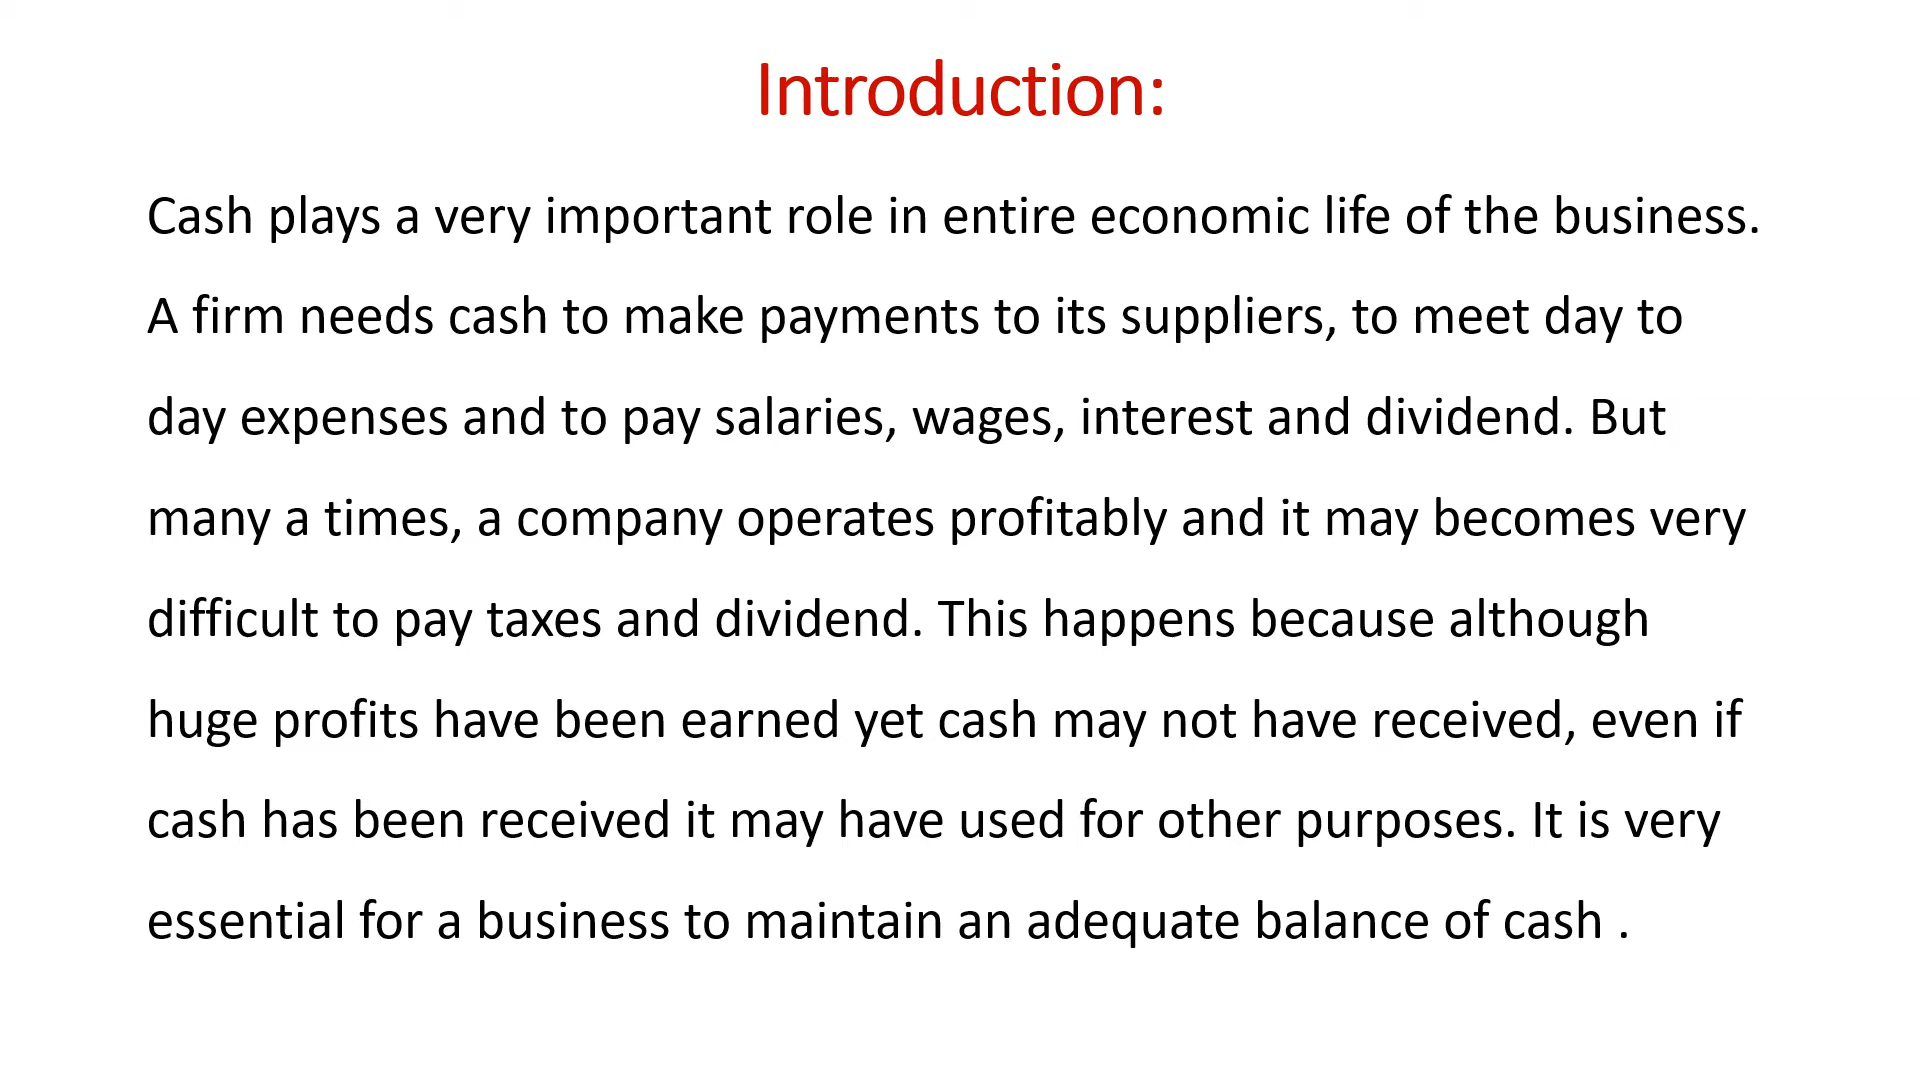 Introduction:
Cash plays a very important role in entire economic life of the business.
A firm needs cash to make payments to its suppliers, to meet day to
day expenses and to pay salaries, wages, interest and dividend. But
many a times, a company operates profitably and it may becomes very
difficult to pay taxes and dividend. This happens because although
huge profits have been earned yet cash may not have received, even if
cash has been received it may have used for other purposes. It is very
essential for a business to maintain an adequate balance of cash .